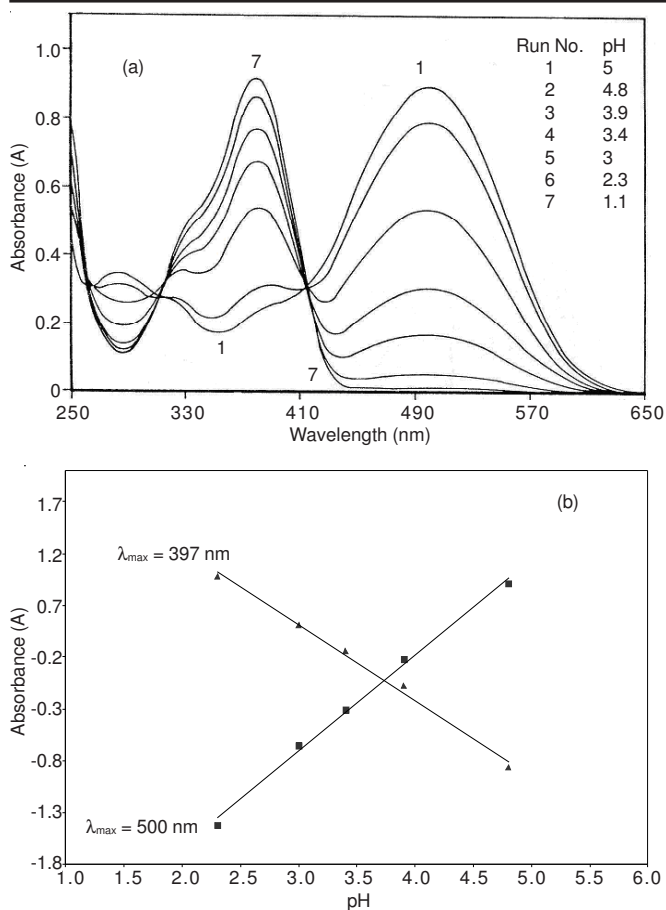 (a)
7
1
Run No. pH
1 5
2 4.8
3 3.9
4 3.4
5 3
6 2.3
7 1.1
1.0
0.8
0.6
0.4
0.2
0
Absorbance (A)
1
7
250 330 410 490 570 650
Wavelength (nm)
(b)
λmax = 397 nm
1.7
1.2
0.7
-0.2
-0.3
-0.8
-1.3
-1.8
Absorbance (A)
λmax = 500 nm
1.0 1.5 2.0 2.5 3.0 3.5 4.0 4.5 5.0 5.5 6.0
pH